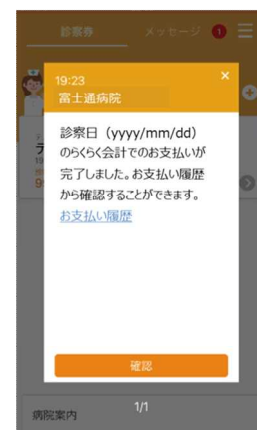 診察券 メッセージ 1
19:23 ×
富士通病院
診察日（yyyy/mm/dd）
のらくらく会計でのお支払いが
完了しました。お支払い履歴
から確認することができます。
お支払い履歴
確認
1/1
病院案内